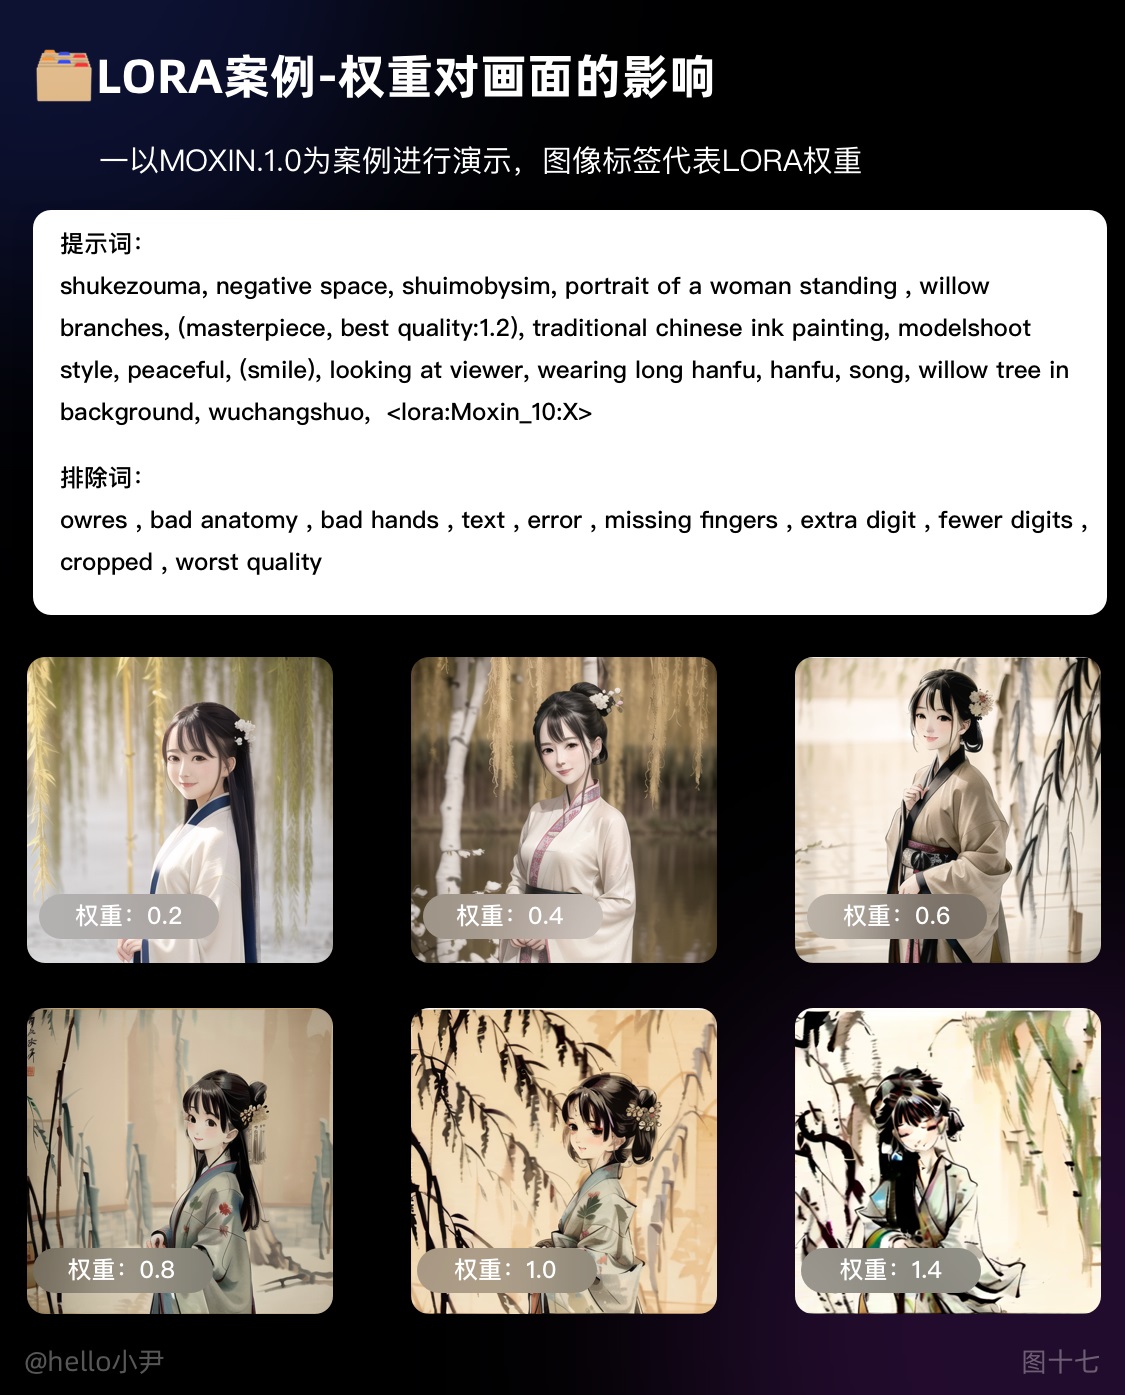 LORA案例-权重对画面的影响
一以MOXIN.1.0为案例进行演示，图像标签代表LORA权重
提示词：
shukezouma, negative space, shuimobysim, portrait of a woman standing , willow
branches, (masterpiece, best quality:1.2), traditional chinese ink painting, modelshoot
style, peaceful, (smile), looking at viewer, wearing long hanfu, hanfu, song, willow tree in
background, wuchangshuo,  <lora:Moxin_10:X>
排除词：
owres , bad anatomy , bad hands , text , error , missing fingers , extra digit , fewer digits ,
cropped , worst quality
权重：0.2
权重：0.4
权重：0.6
权重：0.8
权重：1.0
权重：1.4
@hello小尹
图十七